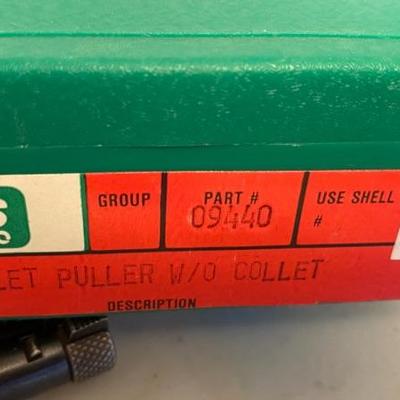 GROUP PART # USE SHELL
09440 #
LET PULLER W/O COLLET
DESCRIPTION